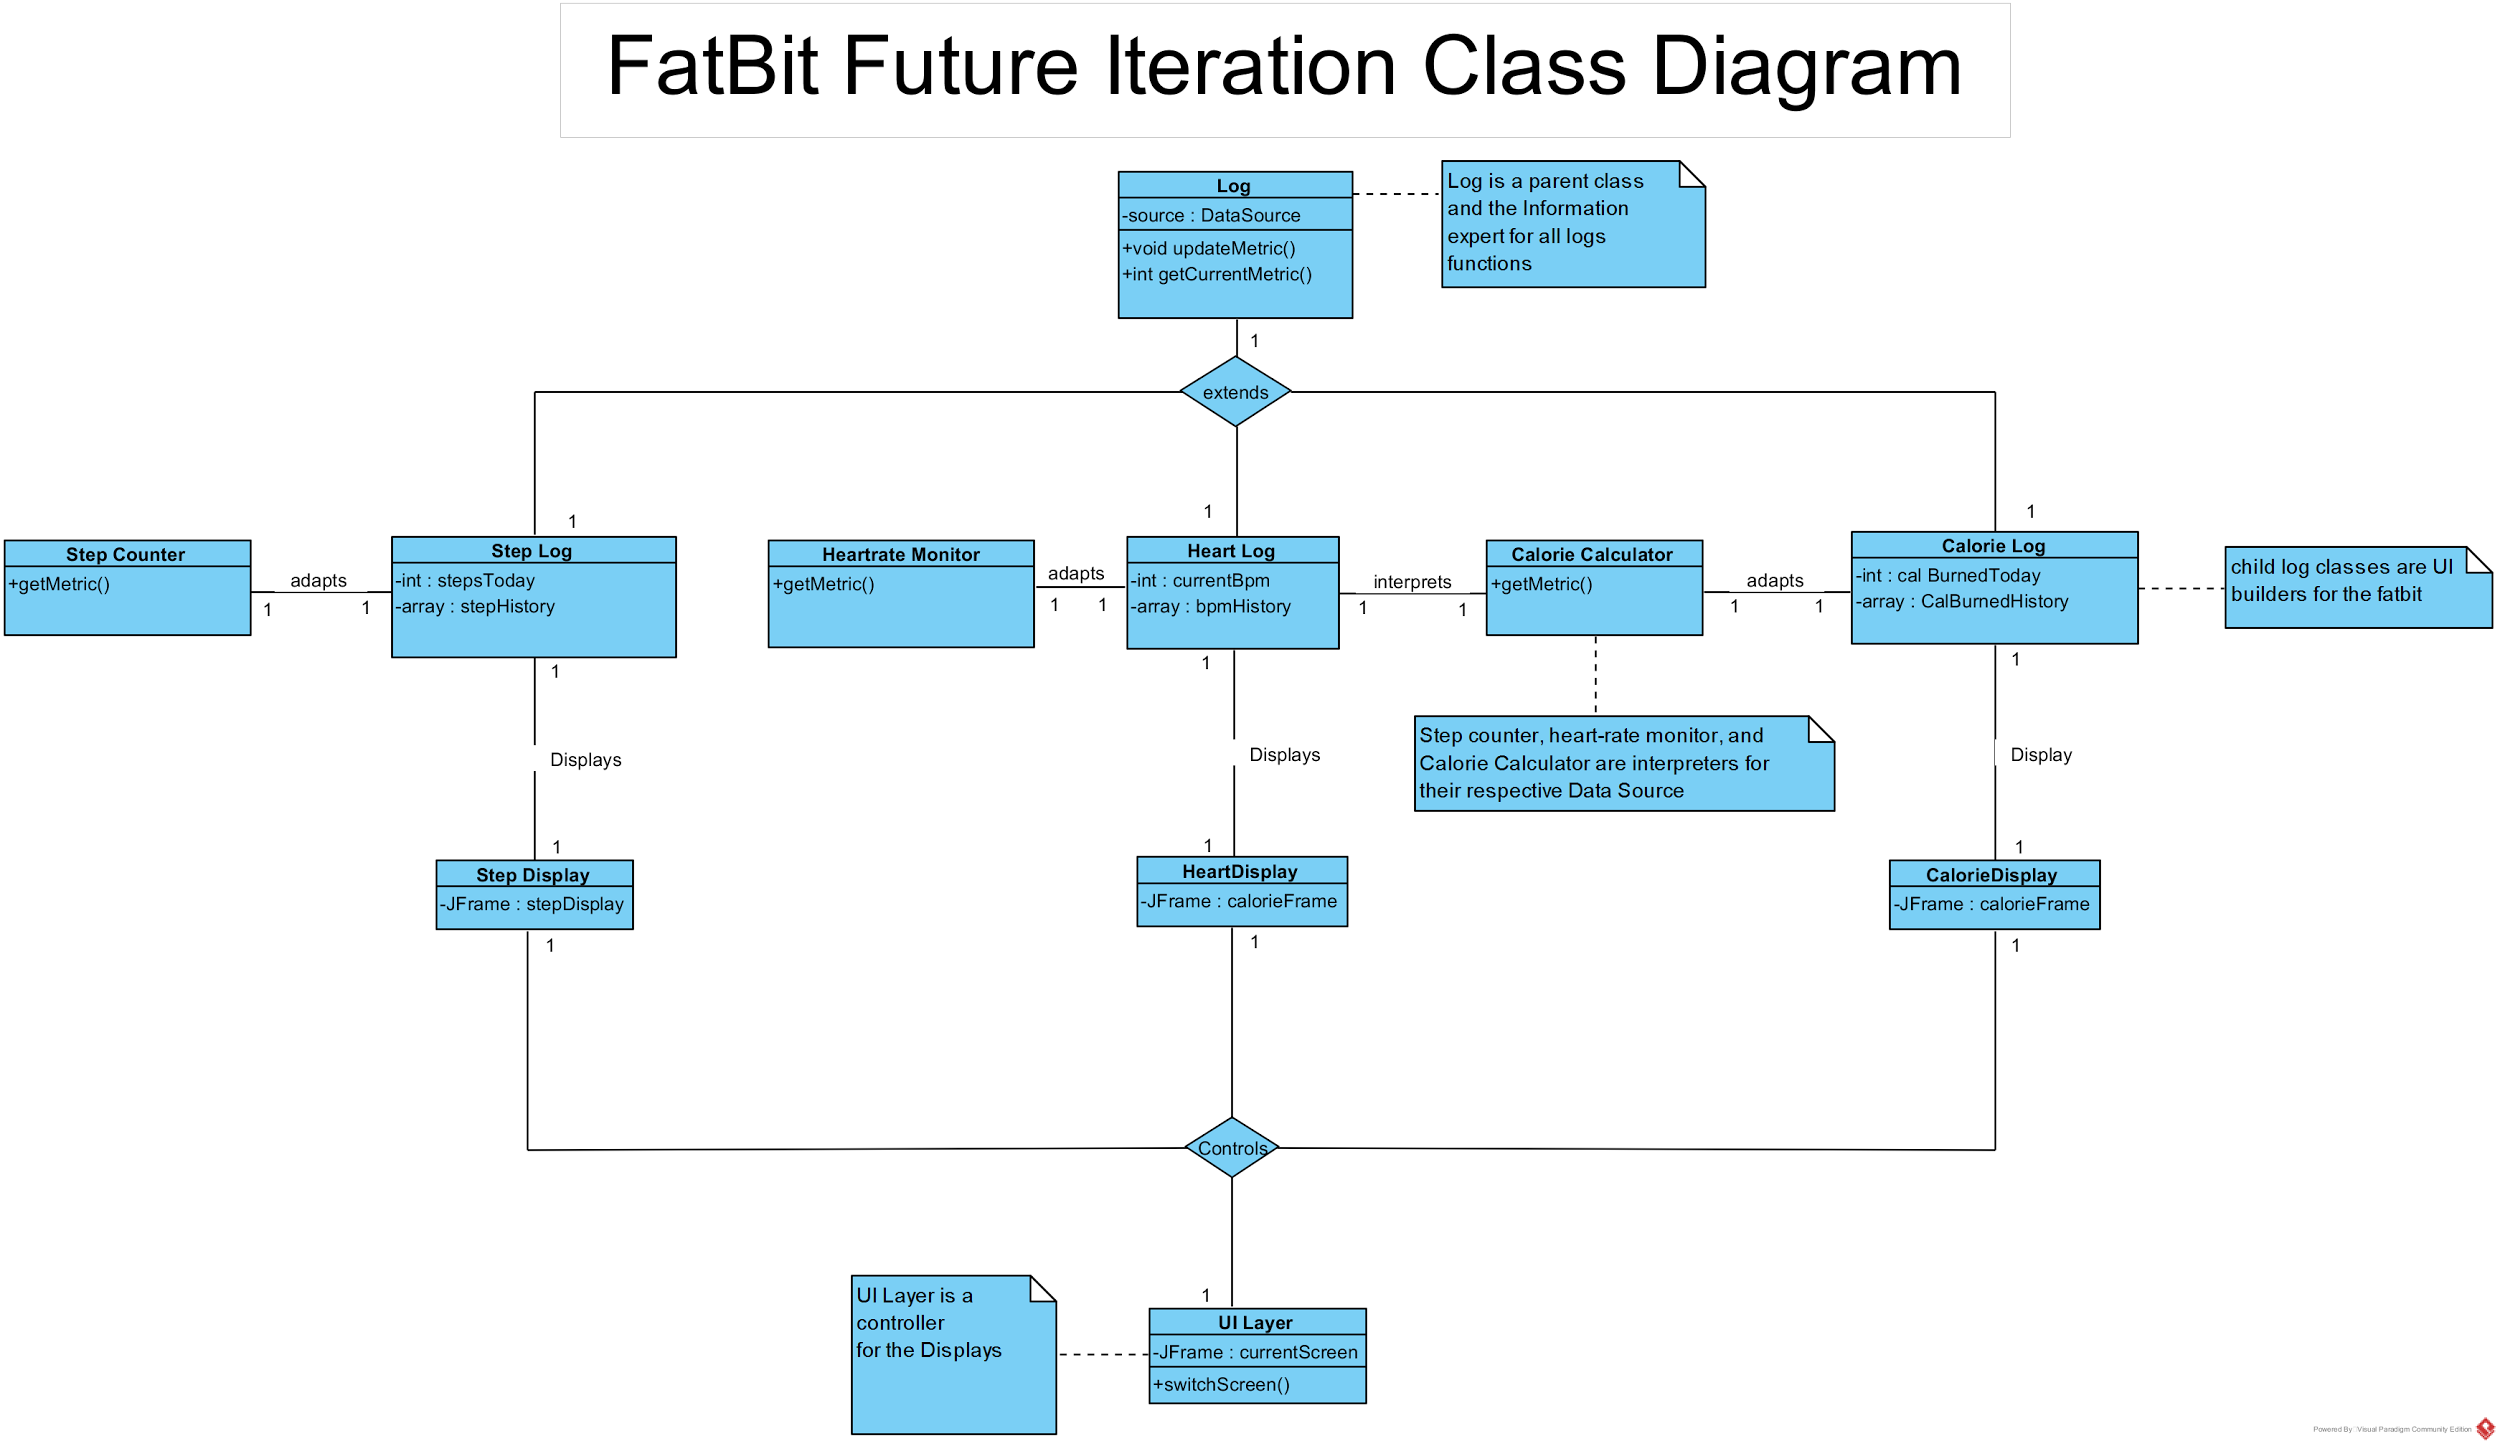 FatBit Future Iteration Class Diagram
Log
-source : DataSource
+void updateMetric()
+int getCurrentMetric()
Log is a parent class
and the Information
expert for all logs
functions
1
extends
1
1
1
Step Counter
+getMetric()
adapts
1
1
Step Log
-int : stepsToday
-array : stepHistory
Heartrate Monitor
+getMetric()
adapts
1
1
Heart Log
-int : currentBpm
-array : bpmHistory
interprets
1
1
Calorie Calculator
+getMetric()
adapts
1
1
Calorie Log
-int : cal BurnedToday
-array : CalBurnedHistory
child log classes are UI
builders for the fatbit
1
1
1
Step counter, heart-rate monitor, and
Calorie Calculator are interpreters for
their respective Data Source
Displays
Displays
Display
1
1
1
Step Display
-JFrame : stepDisplay
HeartDisplay
-JFrame : calorieFrame
CalorieDisplay
-JFrame : calorieFrame
1
1
1
Controls
1
UI Layer is a
controller
for the Displays
UI Layer
-JFrame : currentScreen
+switchScreen()
Powered By Visual Paradigm Community Edition